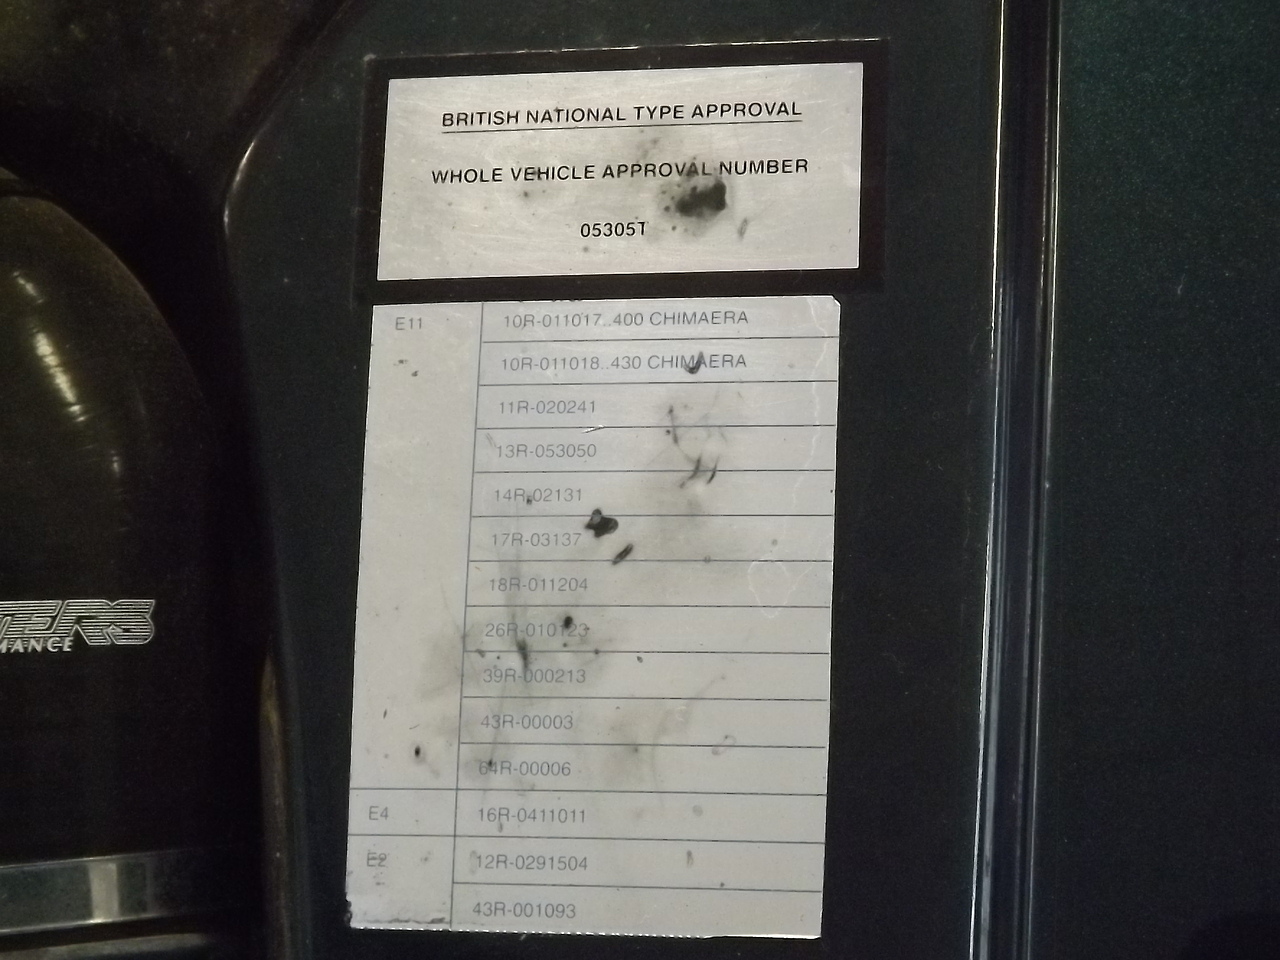 BRITISH NATIONAL TYPE APPROVAL
WHOLE VEHICLE APPROVAL NUMBER
05305T
E11 10R-011017..400 CHIMAERA
10R-011018..430 CHIMAERA
11R-020241
13R-053050
14R-02131
17R-03137
18R-011204
26R-010123
39R-000213
43R-00003
64R-00006
E4 16R-0411011
E2 12R-0291504
43R-001093